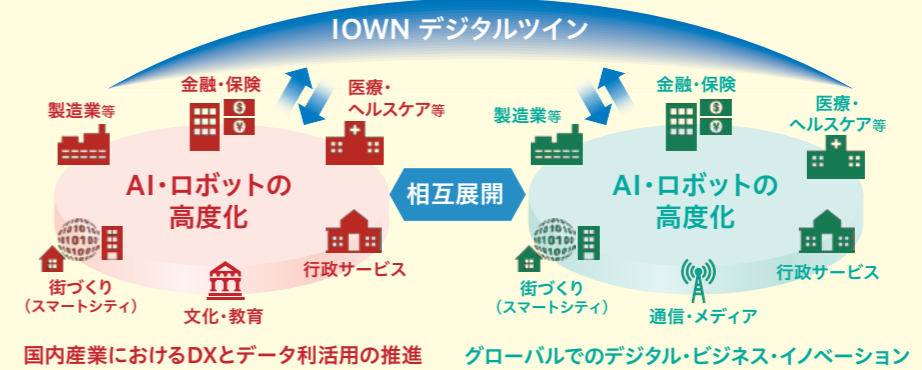 IOWN デジタルツイン
金融・保険
製造業等
医療・
ヘルスケア等
AI・ロボットの
高度化
街づくり
(スマートシティ)
文化・教育
行政サービス
国内産業におけるDXとデータ利活用の推進
相互展開
金融・保険
製造業等
医療・
ヘルスケア等
AI・ロボットの
高度化
街づくり
(スマートシティ)
通信・メディア
行政サービス
グローバルでのデジタル・ビジネス・イノベーション